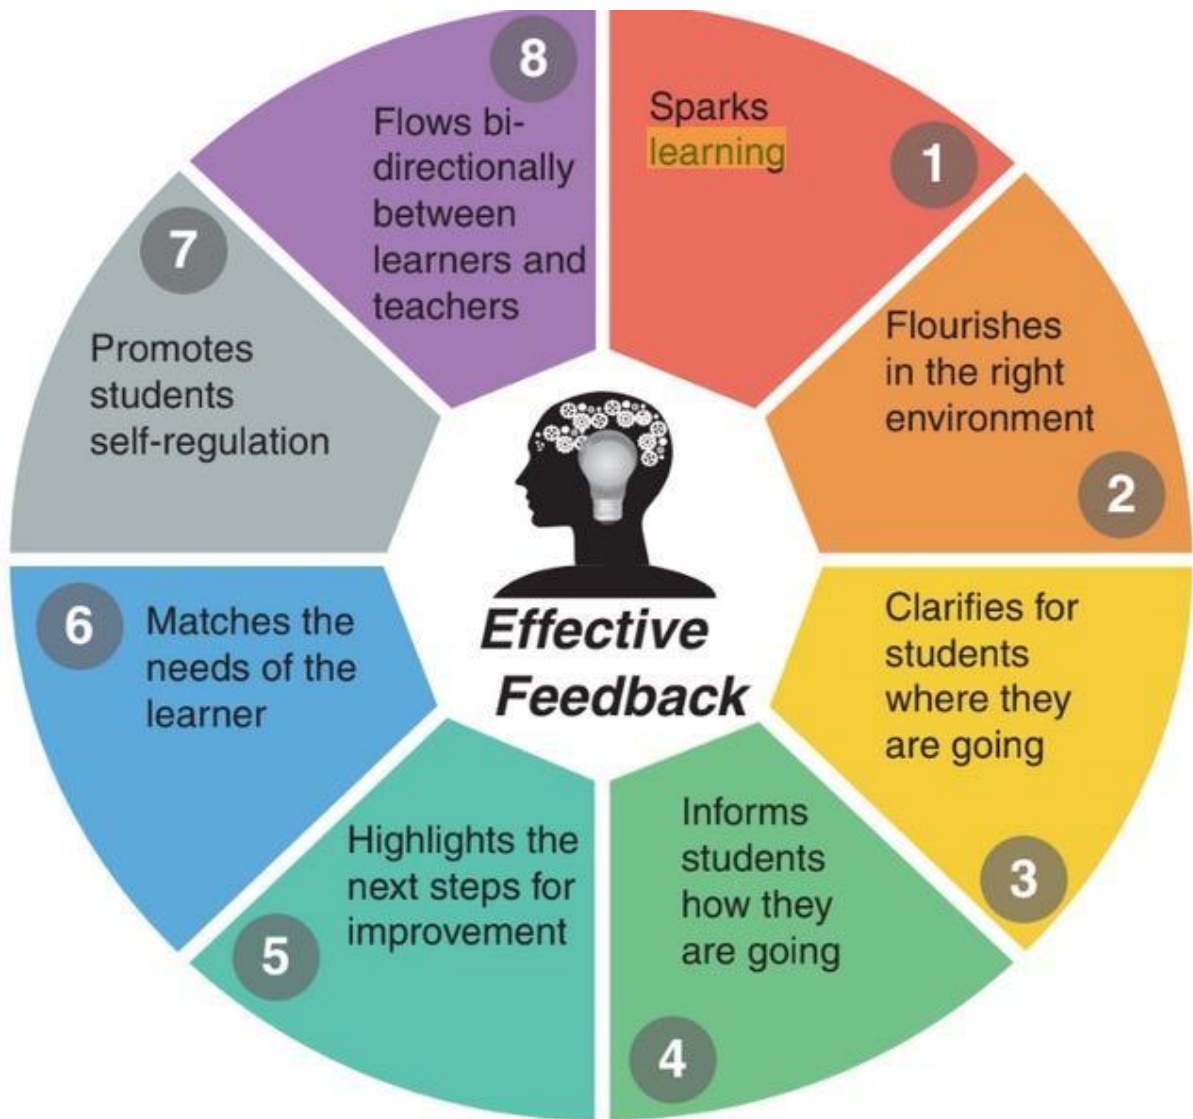 Effective
Feedback
1
Sparks
learning
2
Flourishes
in the right
environment
3
Clarifies for
students
where they
are going
4
Informs
students
how they
are going
5
Highlights the
next steps for
improvement
6
Matches the
needs of the
learner
7
Promotes
students
self-regulation
8
Flows bi-
directionally
between
learners and
teachers